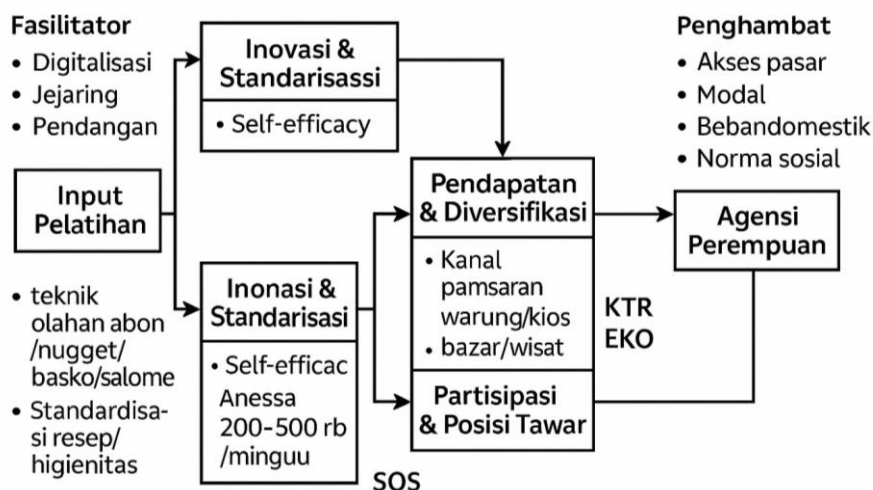 Fasilitator
• Digitalisasi
• Jejaring
• Pendangan
Input
Pelatihan
• teknik
olahan abon
/nugget/
basko/salome
• Standardisa-
si resep/
higienitas
Inovasi &
Standarisassi
• Self-efficacy
Inonasi &
Standarisasi
• Self-efficac
Anessa
200-500 rb
/minguu
SOS
Pendapatan
& Diversifikasi
• Kanal
pamsaran
warung/kios
• bazar/wisat
Partisipasi
& Posisi Tawar
KTR
EKO
Penghambat
• Akses pasar
• Modal
• Bebandomestik
• Norma sosial
Agensi
Perempuan